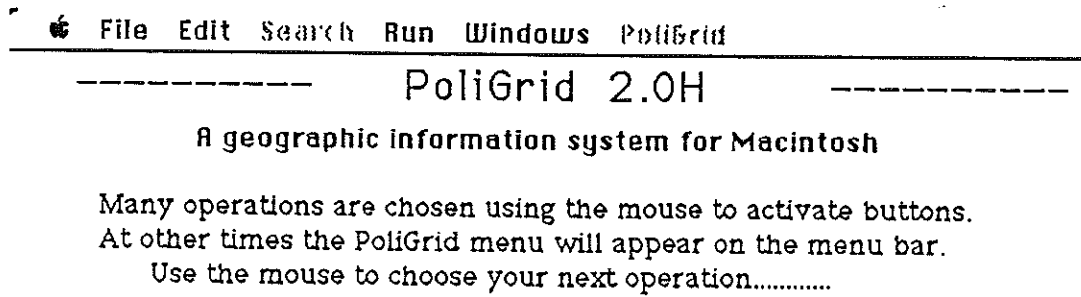 File Edit Search Run Windows PoliGrid
---------- PoliGrid 2.0H ----------
A geographic information system for Macintosh
Many operations are chosen using the mouse to activate buttons.
At other times the PoliGrid menu will appear on the menu bar.
Use the mouse to choose your next operation............